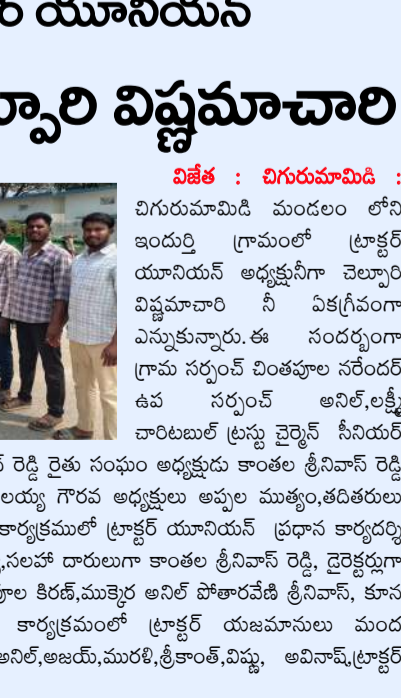 యూనియన్
విష్ణమాచారి
విజేత : చిగురుమామిడి :
చిగురుమామిడి మండలం లోని
ఇందుర్తి గ్రామంలో ట్రాక్టర్
యూనియన్ అధ్యక్షునీగా చెల్పూరి
విష్ణమాచారి నీ ఏకగ్రీవంగా
ఎన్నుకున్నారు.ఈ సందర్భంగా
గ్రామ సర్పంచ్ చింతపూల నరేందర్
ఉప సర్పంచ్ అనిల్,లక్ష్మీ
చారిటబుల్ ట్రస్టు చైర్మెన్ సీనియర్
రెడ్డి రైతు సంఘం అధ్యక్షుడు కాంతల శ్రీనివాస్ రెడ్డి
గౌరవ అధ్యక్షులు అప్పల ముత్యం,తదితరులు
కార్యక్రములో ట్రాక్టర్ యూనియన్ ప్రధాన కార్యదర్శి
,సలహా దారులుగా కాంతల శ్రీనివాస్ రెడ్డి, డైరెక్టర్లుగా
కిరణ్,ముక్కెర అనిల్ పోతారవేణి శ్రీనివాస్, కూన
కార్యక్రమంలో ట్రాక్టర్ యజమానులు మంద
అనిల్,అజయ్,మురళి,శ్రీకాంత్,విష్ణు, అవినాష్,ట్రాక్టర్